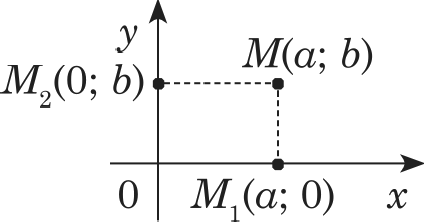 y
M(a; b)
M₂(0; b)
0
M₁(a; 0)
x